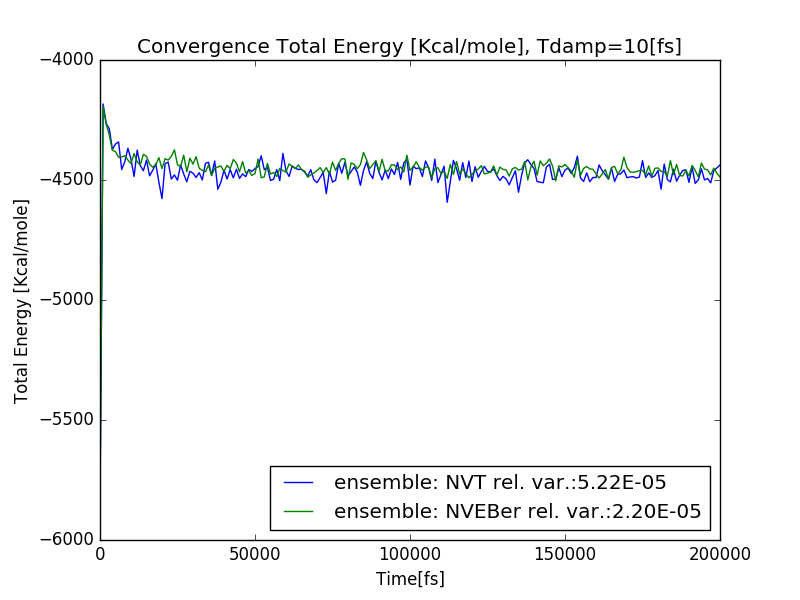 Convergence Total Energy [Kcal/mole], Tdamp=10[fs]
−4000
−4500
−5000
−5500
−6000
Total Energy [Kcal/mole]
ensemble: NVT rel. var.:5.22E-05
ensemble: NVEBer rel. var.:2.20E-05
0 50000 100000 150000 200000
Time[fs]